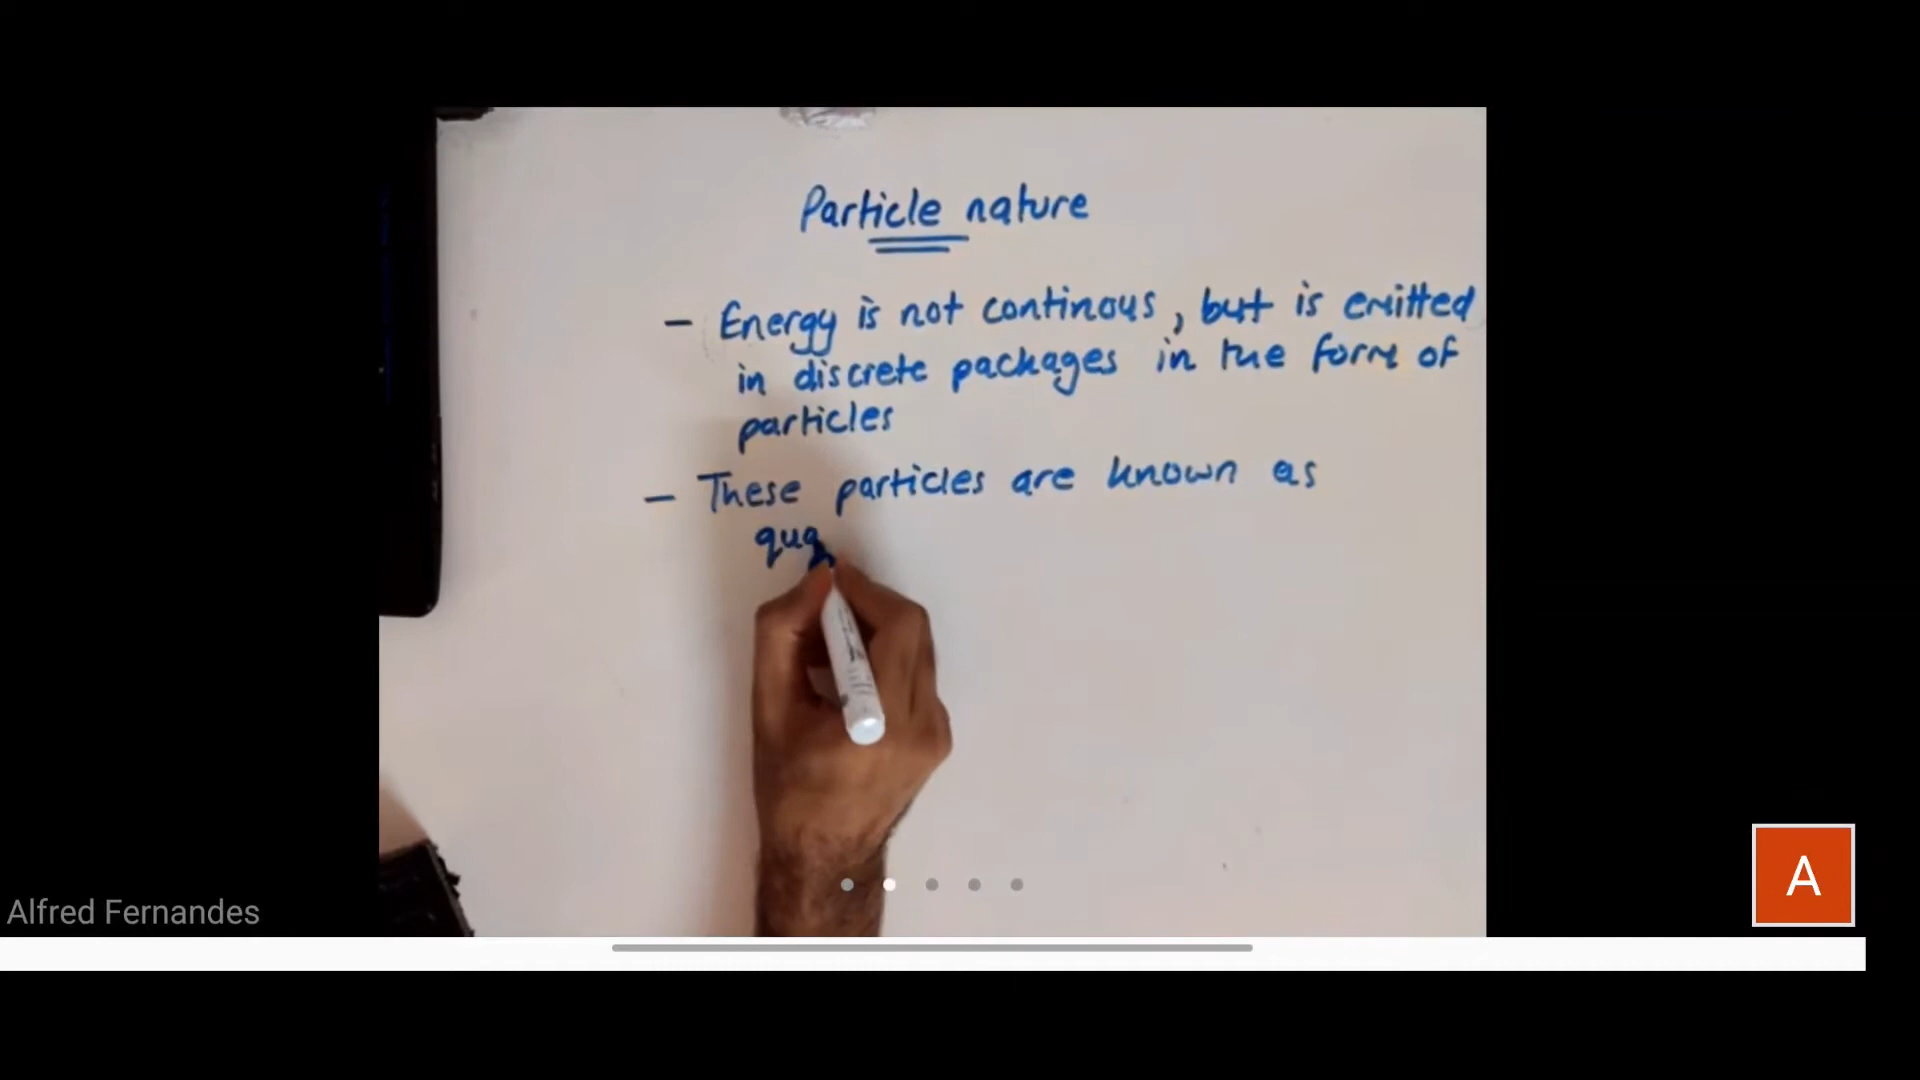 Particle nature
- Energy is not continous, but is emitted
in discrete packages in the form of
particles
- These particles are known as
qua
Alfred Fernandes
A